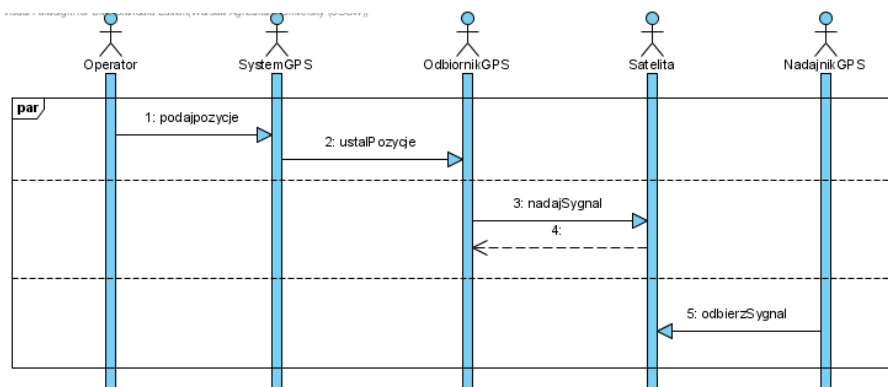 Operator SystemGPS OdbiornikGPS Satelita NadajnikGPS
par
1: podajpozycje
2: ustalPozycje
3: nadajSygnal
4:
5: odbierzSygnal